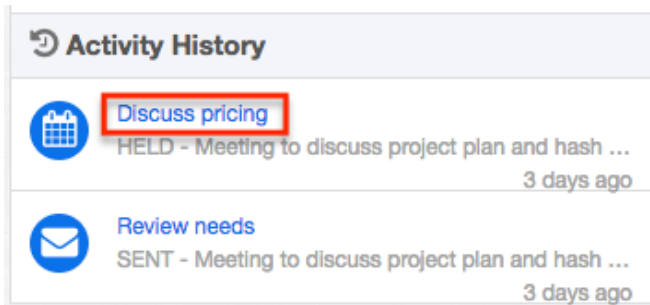 Activity History
Discuss pricing
HELD - Meeting to discuss project plan and hash ...
3 days ago
Review needs
SENT - Meeting to discuss project plan and hash ...
3 days ago